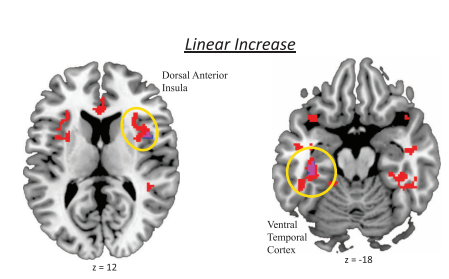 Linear Increase
Dorsal Anterior
Insula
Ventral
Temporal
Cortex
z = 12
z = -18